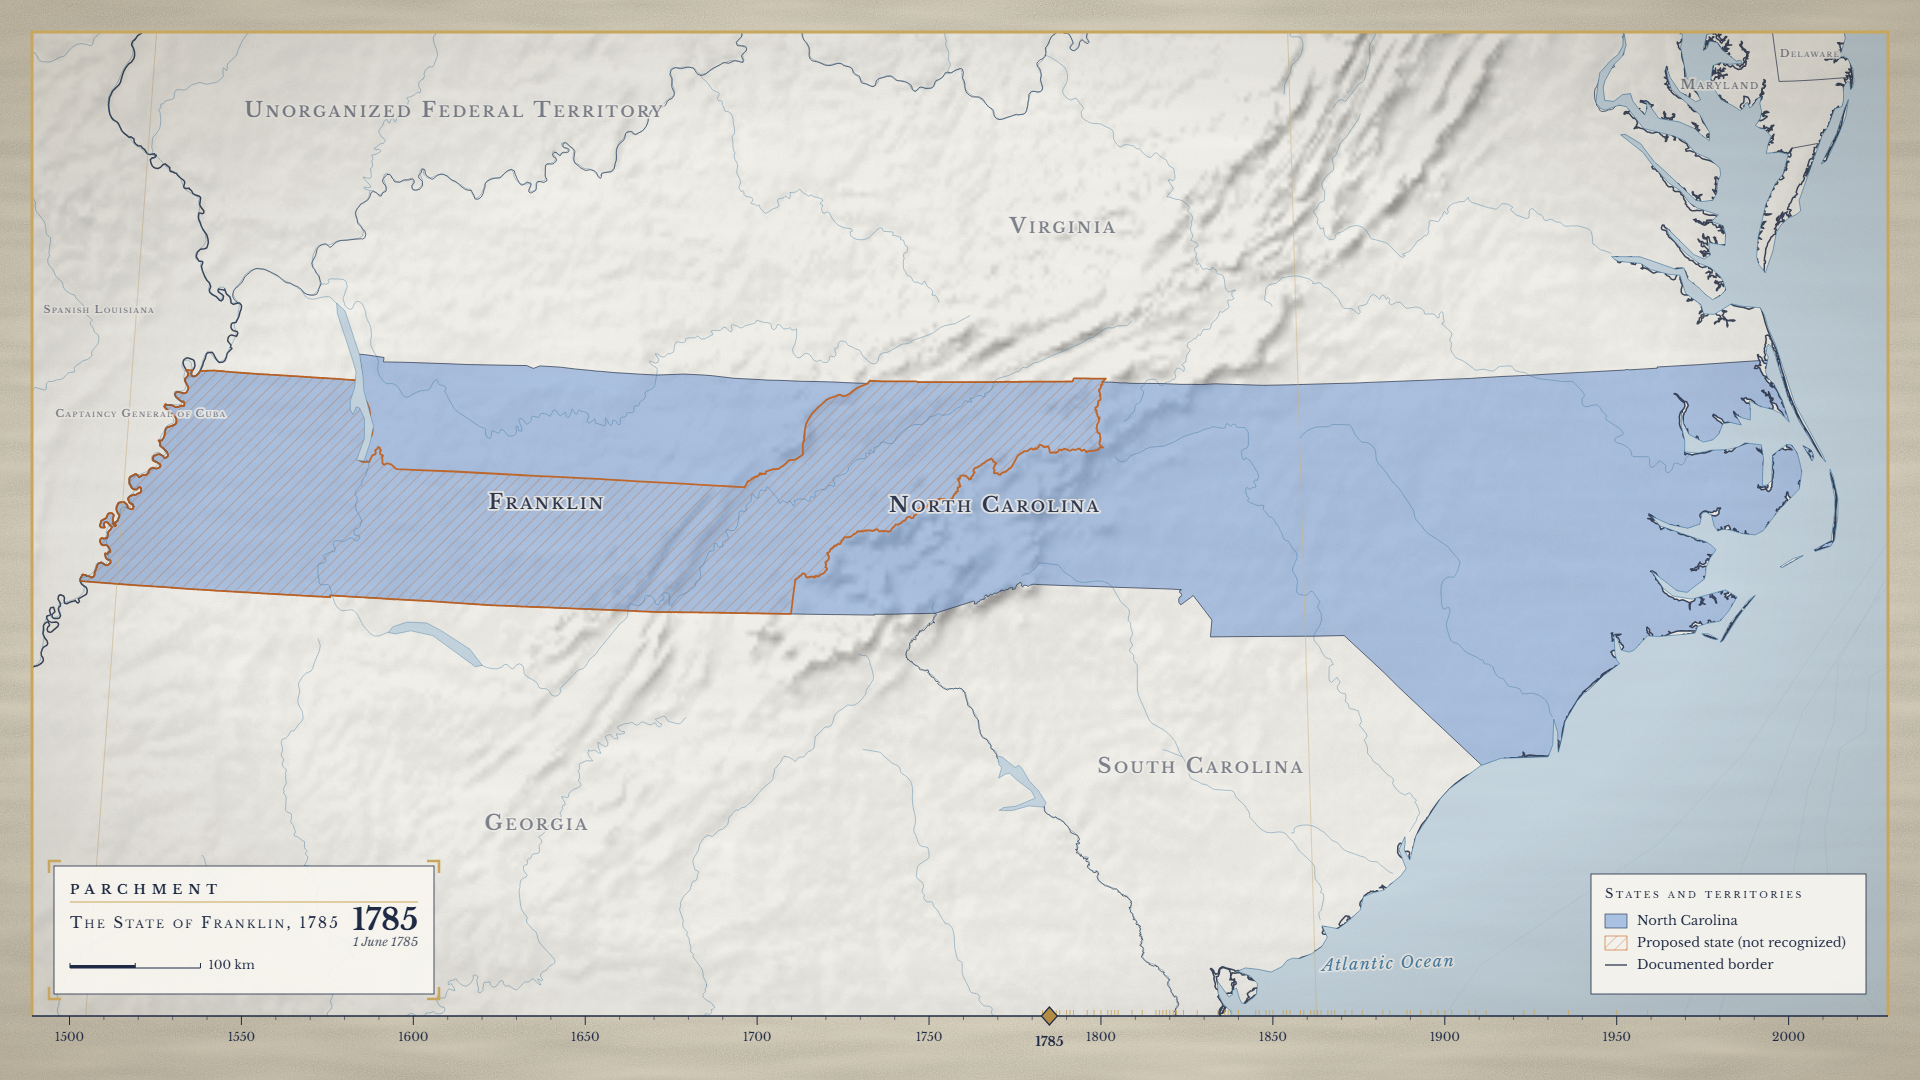 Delaware
Maryland
Unorganized Federal Territory
Virginia
Spanish Louisiana
Captaincy General of Cuba
Franklin
North Carolina
South Carolina
Georgia
Atlantic Ocean
PARCHMENT
The State of Franklin, 1785
1785
1 June 1785
100 km
States and territories
North Carolina
Proposed state (not recognized)
Documented border
1500 1550 1600 1650 1700 1750 1785 1800 1850 1900 1950 2000